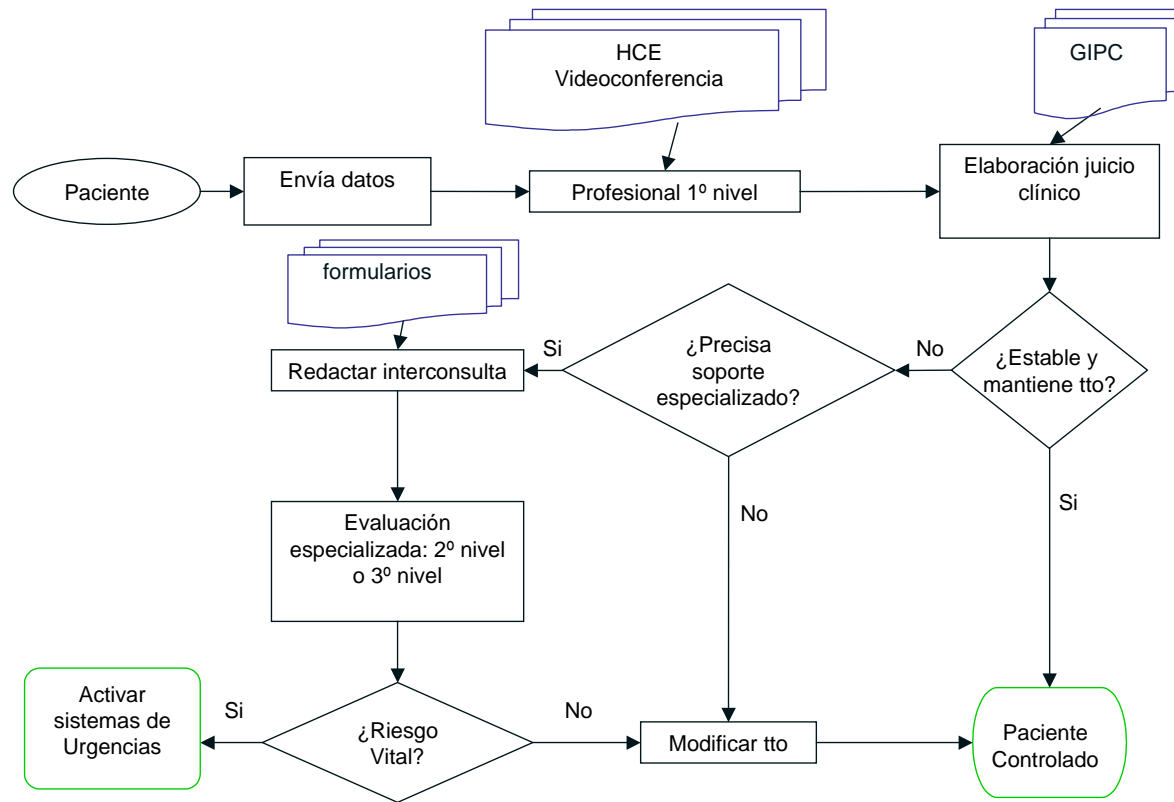 HCE
Videoconferencia
GIPC
Paciente
Envía datos
Profesional 1º nivel
Elaboración juicio
clínico
formularios
Redactar interconsulta
Si
¿Precisa
soporte
especializado?
No
¿Estable y
mantiene tto?
No
Si
Evaluación
especializada: 2º nivel
o 3º nivel
Activar
sistemas de
Urgencias
Si
¿Riesgo
Vital?
No
Modificar tto
Paciente
Controlado